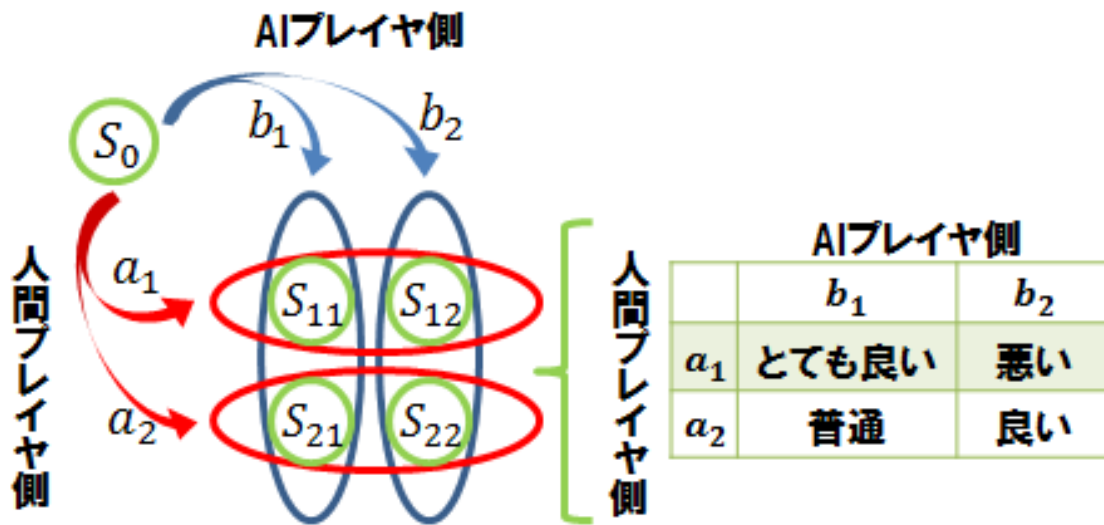 AIプレイヤ側
S₀
b₁
b₂
人間プレイヤ側
a₁
a₂
S₁₁
S₁₂
S₂₁
S₂₂
人間プレイヤ側
AIプレイヤ側
b₁ b₂
a₁ とても良い 悪い
a₂ 普通 良い